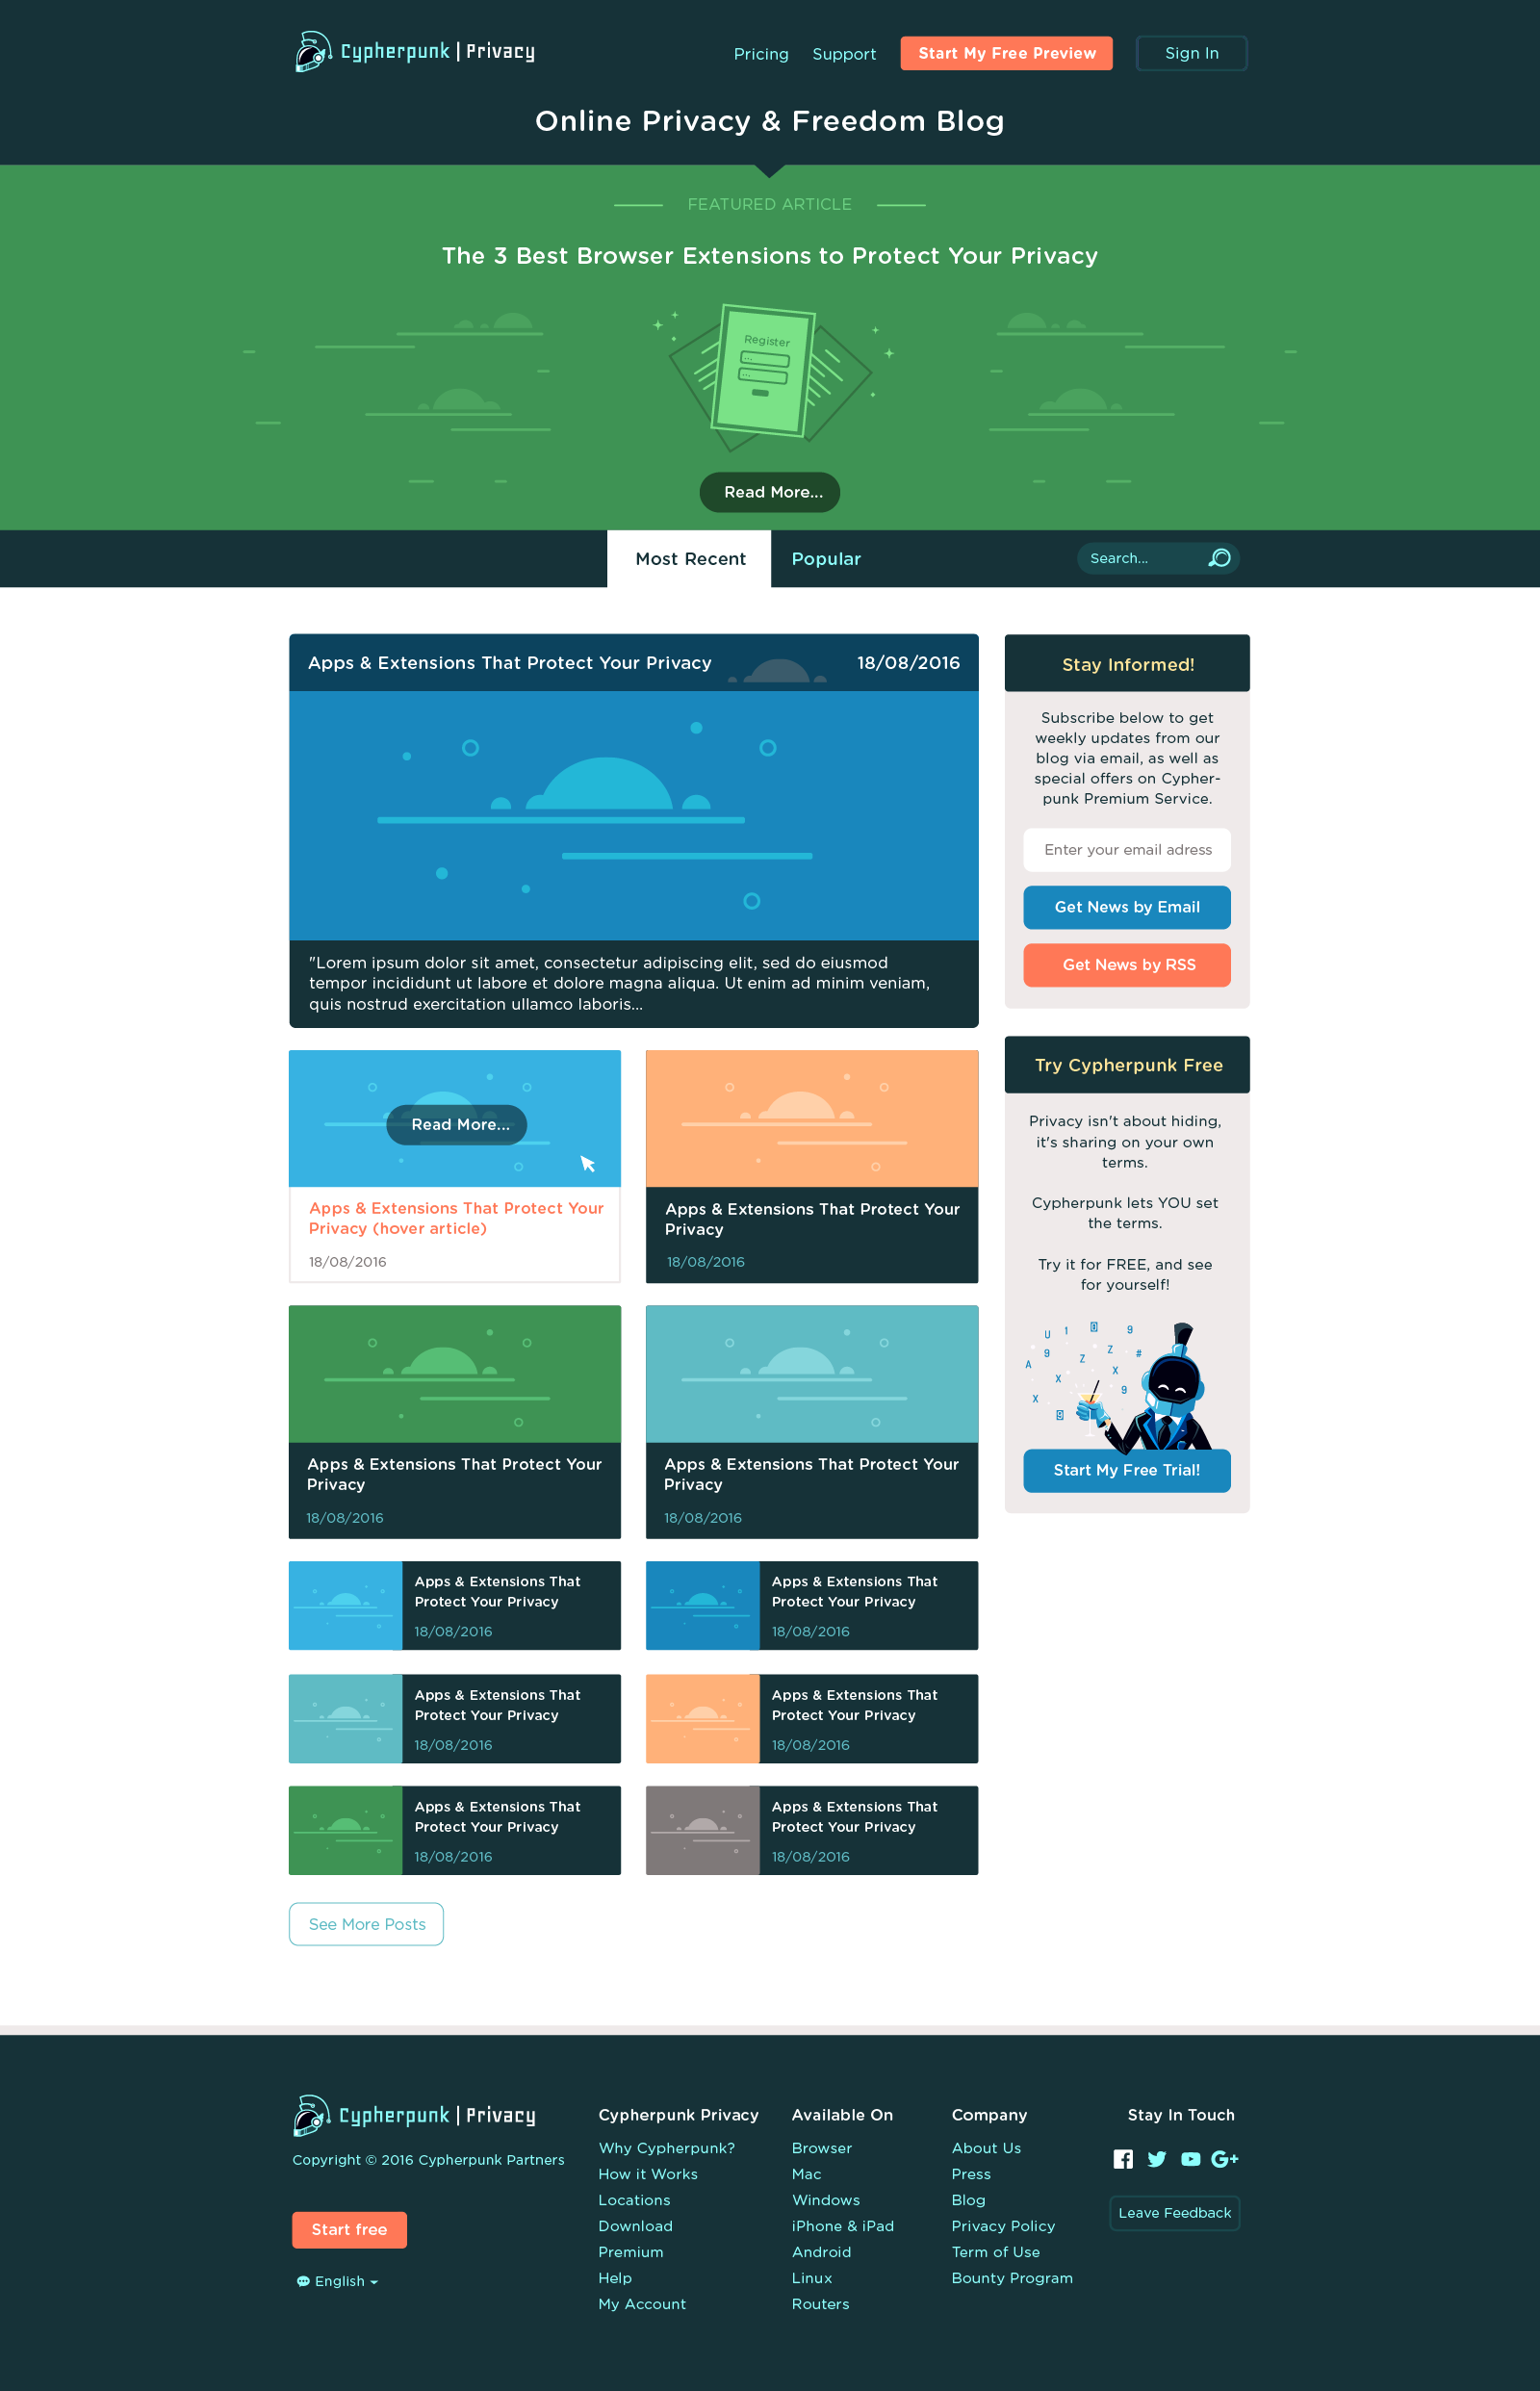 Cypherpunk | Privacy
Pricing Support Start My Free Preview Sign In
Online Privacy & Freedom Blog
FEATURED ARTICLE
The 3 Best Browser Extensions to Protect Your Privacy
Register
Read More...
Most Recent Popular Search...
Apps & Extensions That Protect Your Privacy 18/08/2016
"Lorem ipsum dolor sit amet, consectetur adipiscing elit, sed do eiusmod
tempor incididunt ut labore et dolore magna aliqua. Ut enim ad minim veniam,
quis nostrud exercitation ullamco laboris...
Read More...
Apps & Extensions That Protect Your
Privacy (hover article)
18/08/2016
Apps & Extensions That Protect Your
Privacy
18/08/2016
Apps & Extensions That Protect Your
Privacy
18/08/2016
Apps & Extensions That Protect Your
Privacy
18/08/2016
Apps & Extensions That
Protect Your Privacy
18/08/2016
Apps & Extensions That
Protect Your Privacy
18/08/2016
Apps & Extensions That
Protect Your Privacy
18/08/2016
Apps & Extensions That
Protect Your Privacy
18/08/2016
Apps & Extensions That
Protect Your Privacy
18/08/2016
Apps & Extensions That
Protect Your Privacy
18/08/2016
See More Posts
Stay Informed!
Subscribe below to get
weekly updates from our
blog via email, as well as
special offers on Cypher-
punk Premium Service.
Enter your email adress
Get News by Email
Get News by RSS
Try Cypherpunk Free
Privacy isn't about hiding,
it's sharing on your own
terms.
Cypherpunk lets YOU set
the terms.
Try it for FREE, and see
for yourself!
U 1 9
9 Z Z #
A X X
X 9
Start My Free Trial!
Cypherpunk | Privacy
Copyright © 2016 Cypherpunk Partners
Start free
English
Cypherpunk Privacy
Why Cypherpunk?
How it Works
Locations
Download
Premium
Help
My Account
Available On
Browser
Mac
Windows
iPhone & iPad
Android
Linux
Routers
Company
About Us
Press
Blog
Privacy Policy
Term of Use
Bounty Program
Stay In Touch
Leave Feedback